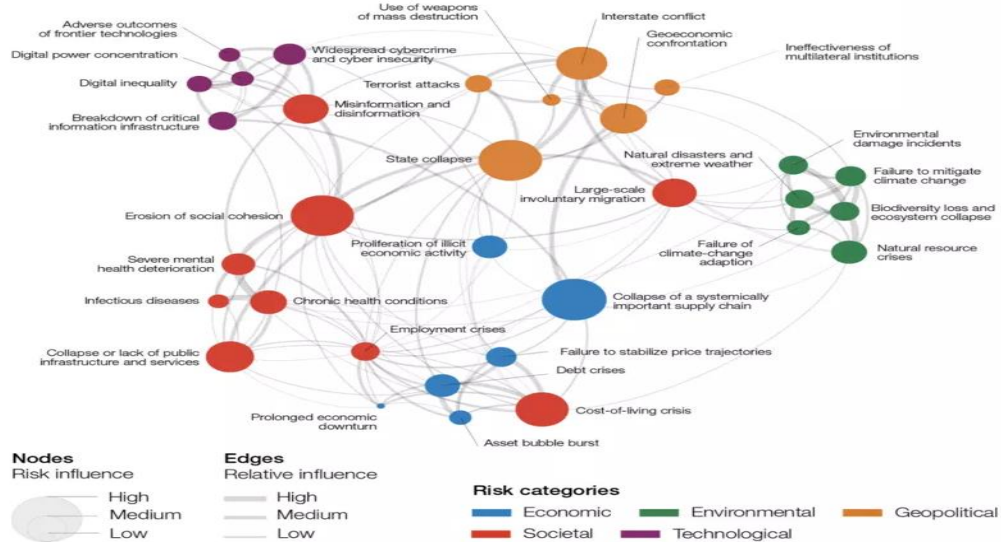 Use of weapons
of mass destruction
Interstate conflict
Adverse outcomes
of frontier technologies
Geoeconomic
confrontation
Digital power concentration
Widespread cybercrime
and cyber insecurity
Ineffectiveness of
multilateral institutions
Digital inequality
Terrorist attacks
Misinformation and
disinformation
Breakdown of critical
information infrastructure
Environmental
damage incidents
State collapse
Natural disasters and
extreme weather
Failure to mitigate
climate change
Large-scale
involuntary migration
Biodiversity loss and
ecosystem collapse
Erosion of social cohesion
Proliferation of illicit
economic activity
Failure of
climate-change
adaption
Natural resource
crises
Severe mental
health deterioration
Infectious diseases
Chronic health conditions
Collapse of a systemically
important supply chain
Employment crises
Collapse or lack of public
infrastructure and services
Failure to stabilize price trajectories
Debt crises
Prolonged economic
downturn
Cost-of-living crisis
Asset bubble burst
Nodes
Risk influence
High
Medium
Low
Edges
Relative influence
High
Medium
Low
Risk categories
Economic
Environmental
Geopolitical
Societal
Technological